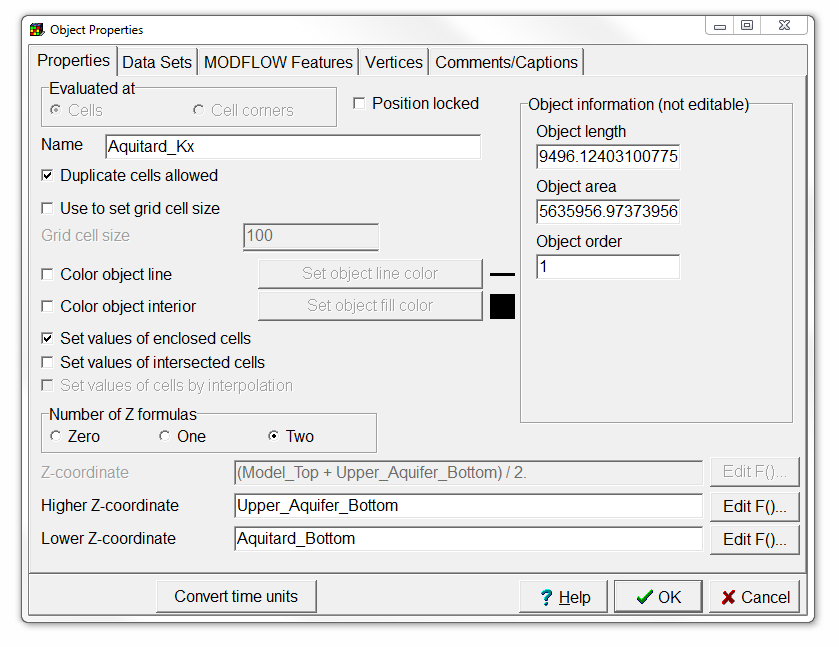 Object Properties
Properties Data Sets MODFLOW Features Vertices Comments/Captions
Evaluated at
Cells Cell corners
Position locked
Name Aquitard_Kx
Duplicate cells allowed
Use to set grid cell size
Grid cell size 100
Color object line Set object line color
Color object interior Set object fill color
Set values of enclosed cells
Set values of intersected cells
Set values of cells by interpolation
Object information (not editable)
Object length
9496.12403100775
Object area
5635956.97373956
Object order
1
Number of Z formulas
Zero One Two
Z-coordinate (Model_Top + Upper_Aquifer_Bottom) / 2. Edit F()...
Higher Z-coordinate Upper_Aquifer_Bottom Edit F()...
Lower Z-coordinate Aquitard_Bottom Edit F()...
Convert time units ? Help OK Cancel